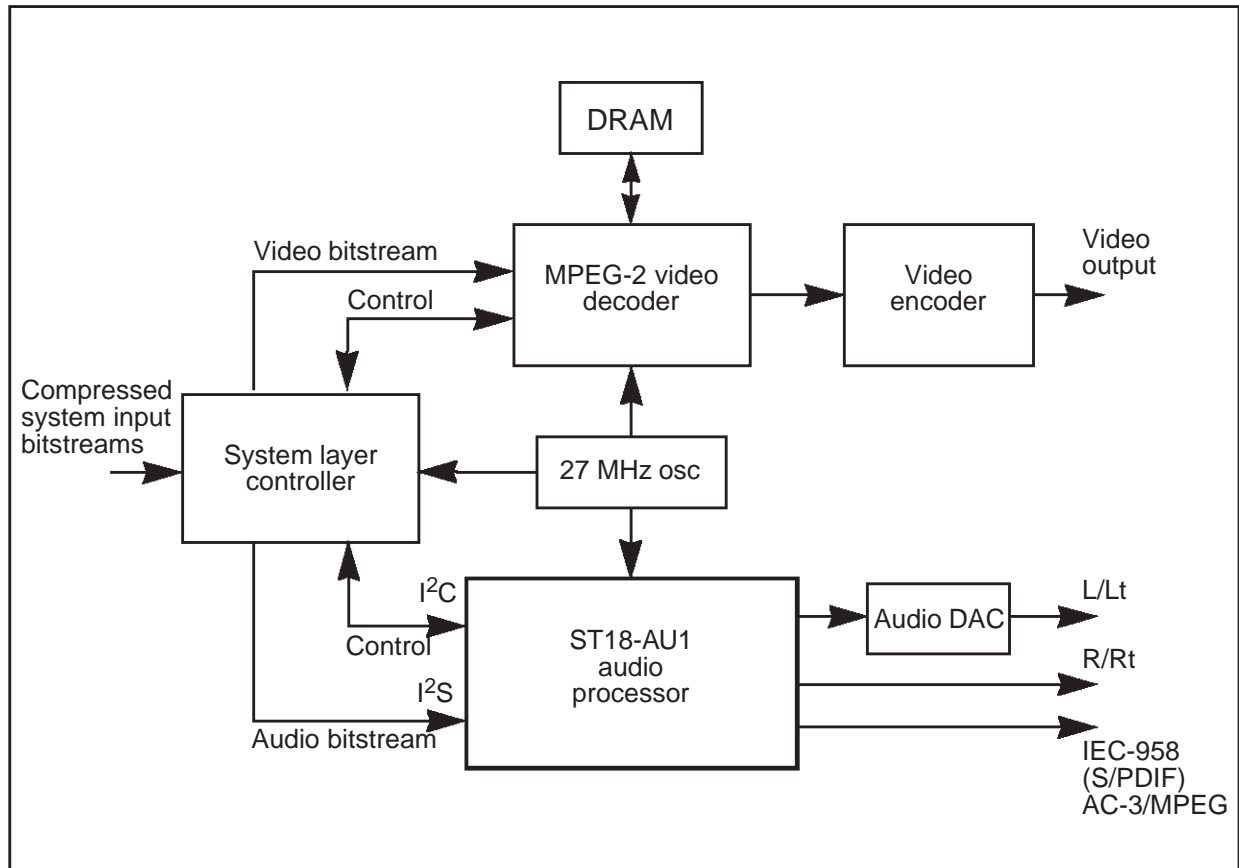 DRAM
Video bitstream
MPEG-2 video
decoder
Control
Video
encoder
Video
output
Compressed
system input
bitstreams
System layer
controller
27 MHz osc
I²C
Control
I²S
Audio bitstream
ST18-AU1
audio
processor
Audio DAC
L/Lt
R/Rt
IEC-958
(S/PDIF)
AC-3/MPEG